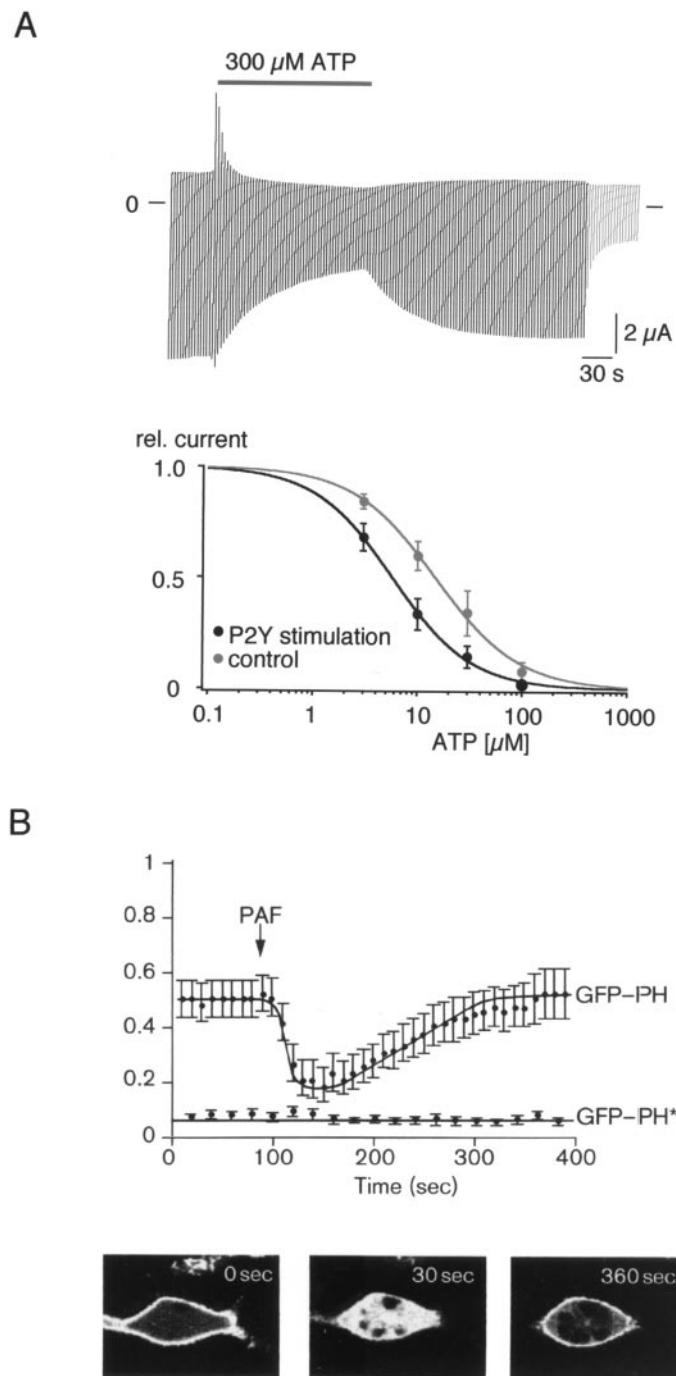 A
300 µM ATP
0
2 µA
30 s
rel. current
1.0
0.5
P2Y stimulation
control
0
0.1 1 10 100 1000
ATP [µM]
B
1
0.8
PAF
0.6
GFP–PH
0.4
0.2
GFP–PH*
0
0 100 200 300 400
Time (sec)
0 sec 30 sec 360 sec